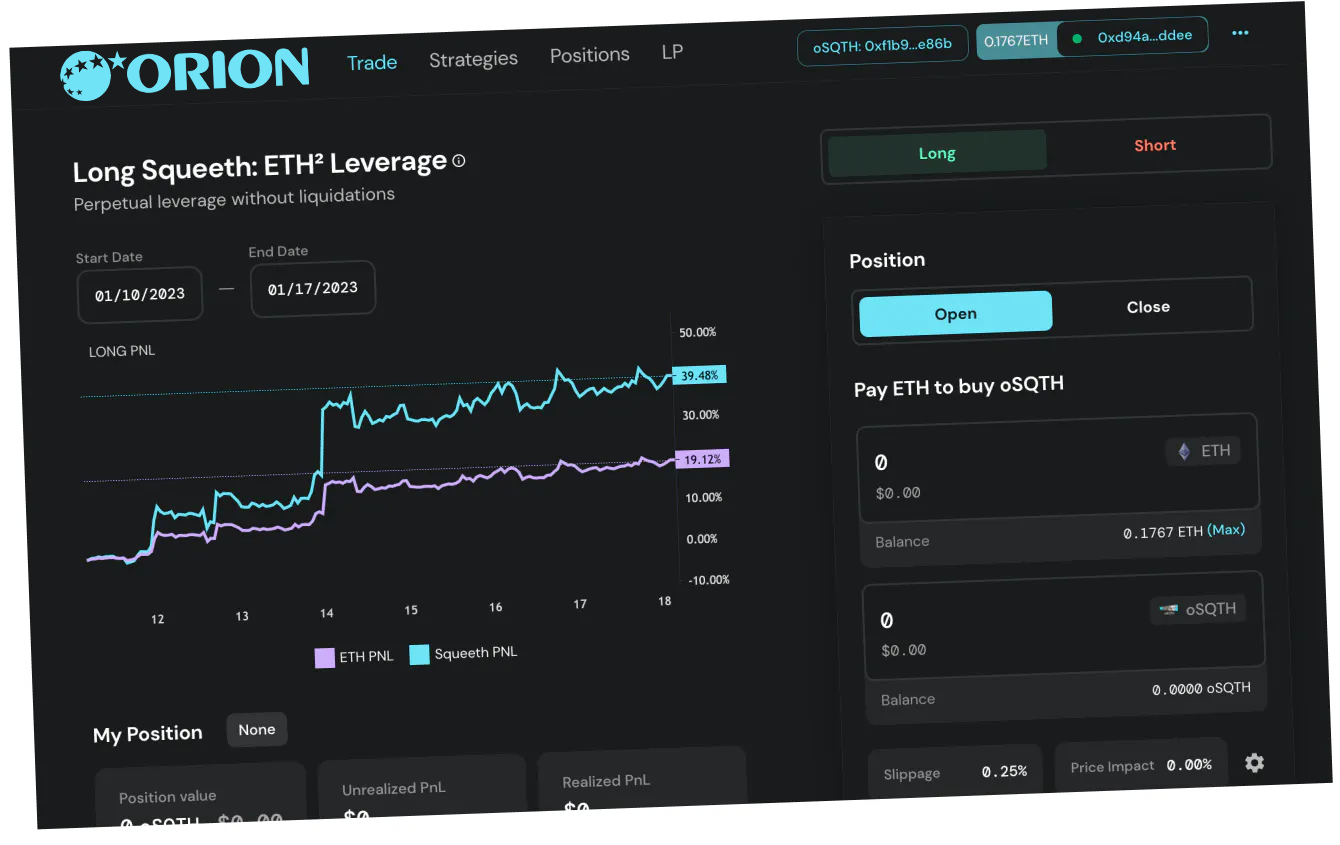 ORION
Trade
Strategies
Positions
LP
oSQTH: 0xf1b9...e86b
0.1767ETH
0xd94a...ddee
Long Squeeth: ETH² Leverage
Perpetual leverage without liquidations
Start Date
End Date
01/10/2023
—
01/17/2023
LONG PNL
50.00%
39.48%
30.00%
19.12%
10.00%
0.00%
-10.00%
12
13
14
15
16
17
18
ETH PNL
Squeeth PNL
My Position
None
Position value
0 oSQTH
$0.00
Unrealized PnL
$0
Realized PnL
$0
Long
Short
Position
Open
Close
Pay ETH to buy oSQTH
0
ETH
$0.00
Balance
0.1767 ETH (Max)
0
oSQTH
$0.00
Balance
0.0000 oSQTH
Slippage
0.25%
Price Impact
0.00%